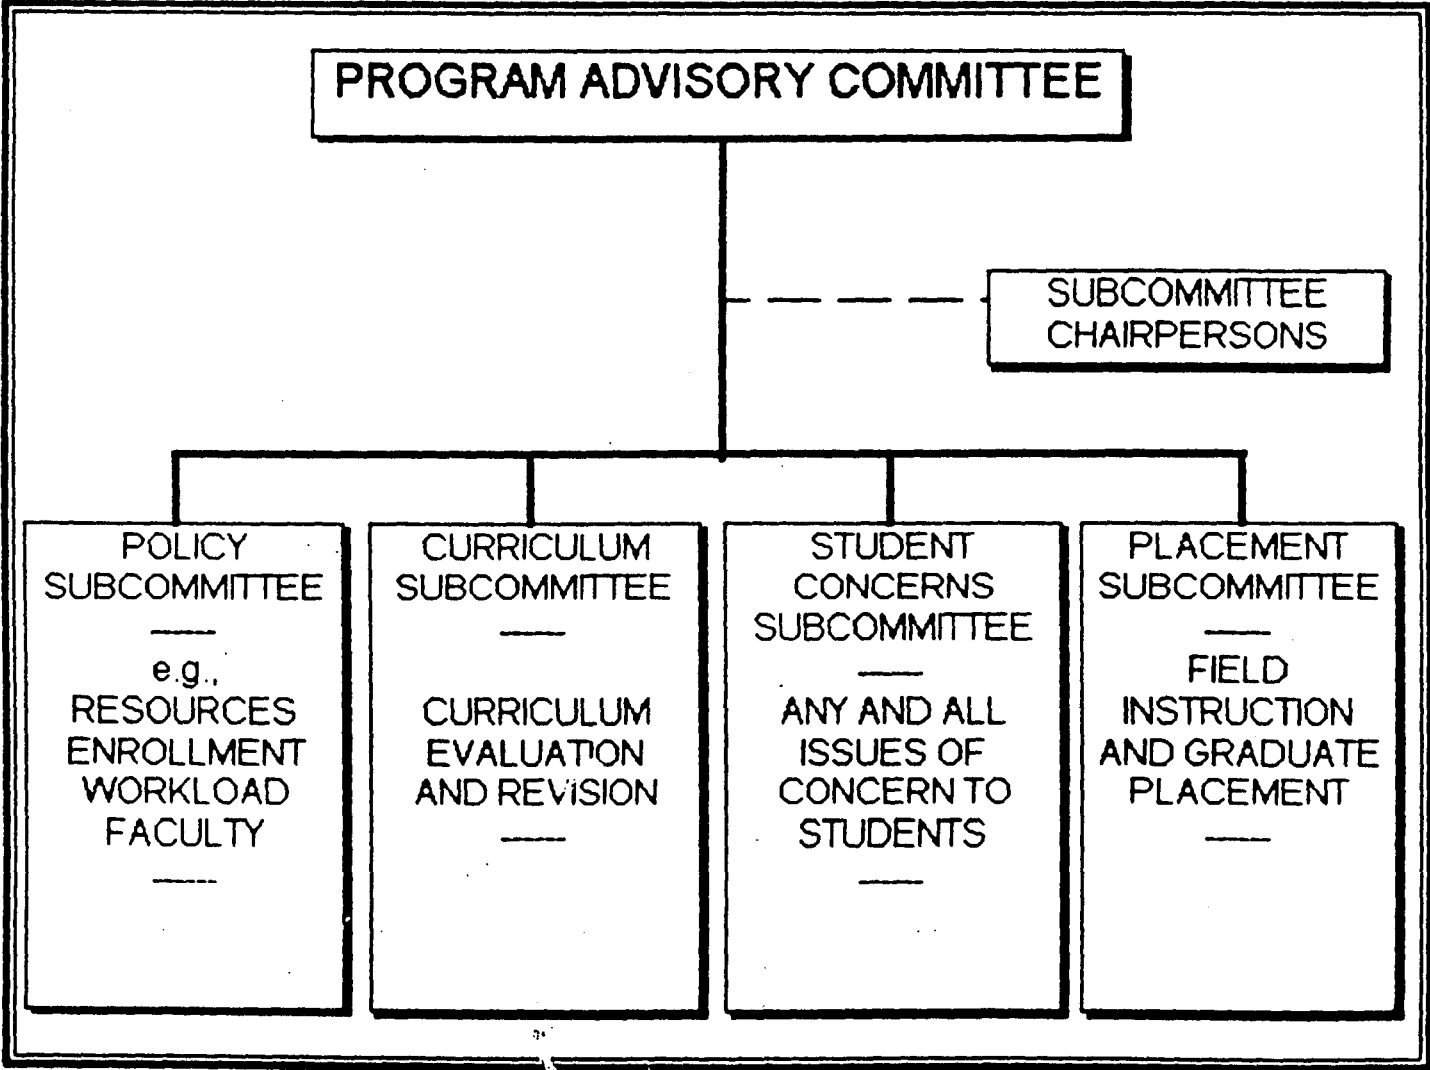 PROGRAM ADVISORY COMMITTEE
SUBCOMMITTEE
CHAIRPERSONS
POLICY
SUBCOMMITTEE
e.g.,
RESOURCES
ENROLLMENT
WORKLOAD
FACULTY
CURRICULUM
SUBCOMMITTEE
CURRICULUM
EVALUATION
AND REVISION
STUDENT
CONCERNS
SUBCOMMITTEE
ANY AND ALL
ISSUES OF
CONCERN TO
STUDENTS
PLACEMENT
SUBCOMMITTEE
FIELD
INSTRUCTION
AND GRADUATE
PLACEMENT